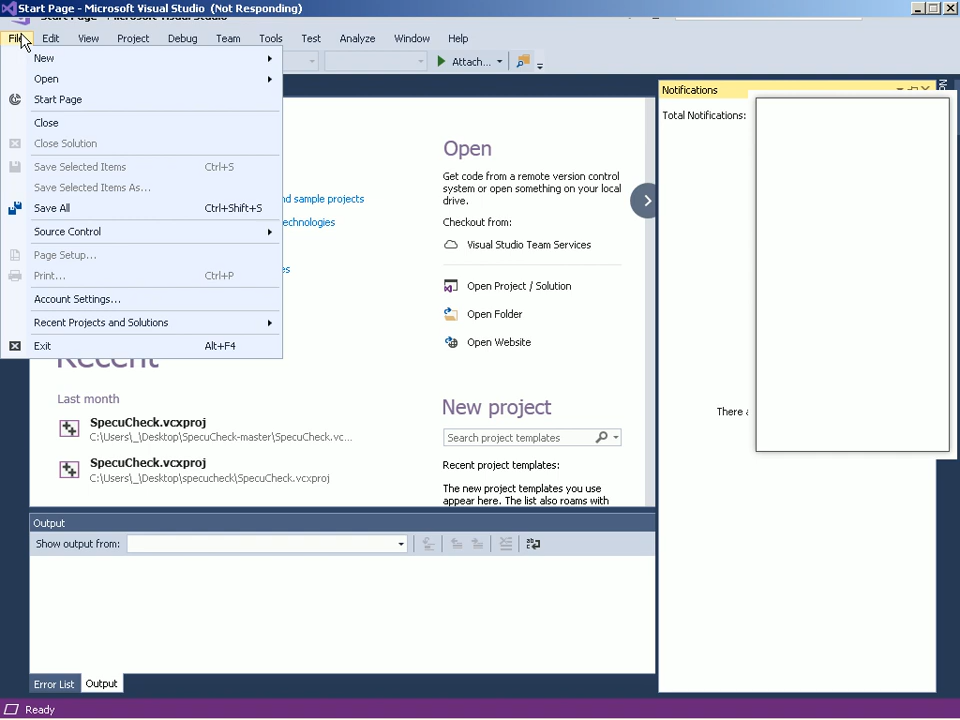 Start Page - Microsoft Visual Studio (Not Responding)
File Edit View Project Debug Team Tools Test Analyze Window Help
Attach...
New
Open
Start Page
Close
Close Solution
Save Selected Items Ctrl+S
Save Selected Items As...
Save All Ctrl+Shift+S
Source Control
Page Setup...
Print... Ctrl+P
Account Settings...
Recent Projects and Solutions
Exit Alt+F4
nd sample projects
echnologies
es
Recent
Last month
SpecuCheck.vcxproj
C:\Users\_\Desktop\SpecuCheck-master\SpecuCheck.vc...
SpecuCheck.vcxproj
C:\Users\_\Desktop\specucheck\SpecuCheck.vcxproj
Open
Get code from a remote version control
system or open something on your local
drive.
Checkout from:
Visual Studio Team Services
Open Project / Solution
Open Folder
Open Website
New project
Search project templates
Recent project templates:
The new project templates you use
appear here. The list also roams with
Notifications
Total Notifications:
There
Output
Show output from:
Error List Output
Ready